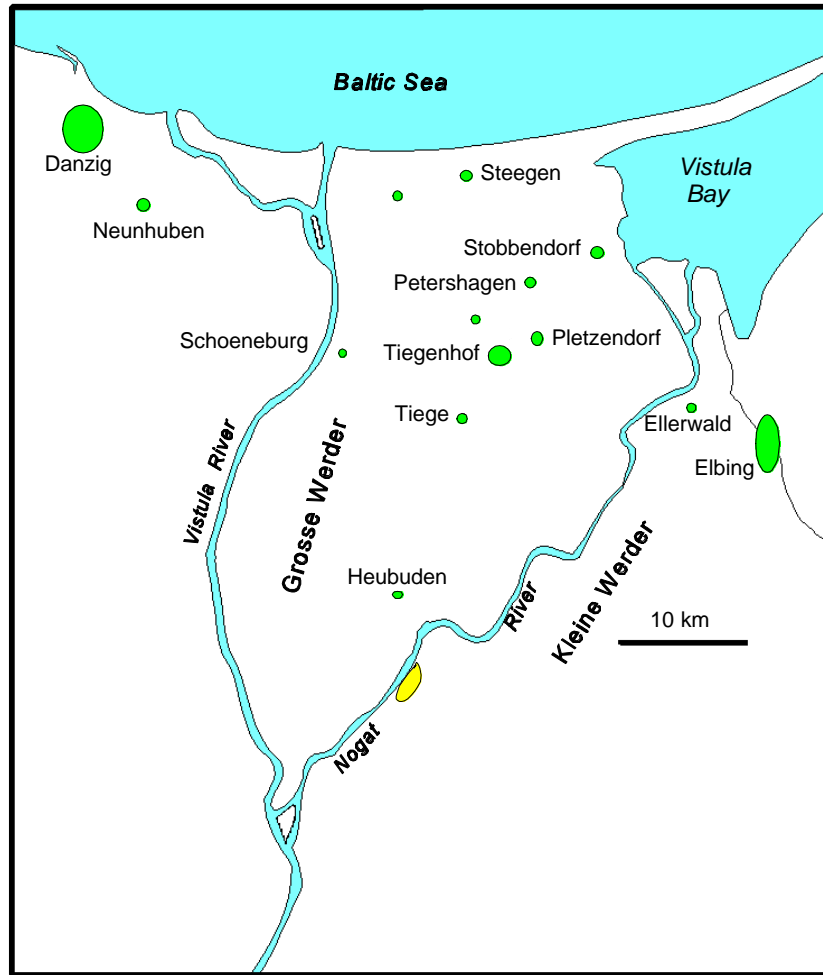 Baltic Sea
Danzig
Steegen
Vistula
Bay
Neunhuben
Stobbendorf
Petershagen
Schoeneburg
Tiegenhof
Pletzendorf
Tiege
Ellerwald
Elbing
Vistula River
Grosse Werder
Heubuden
River
Kleine Werder
10 km
Nogat